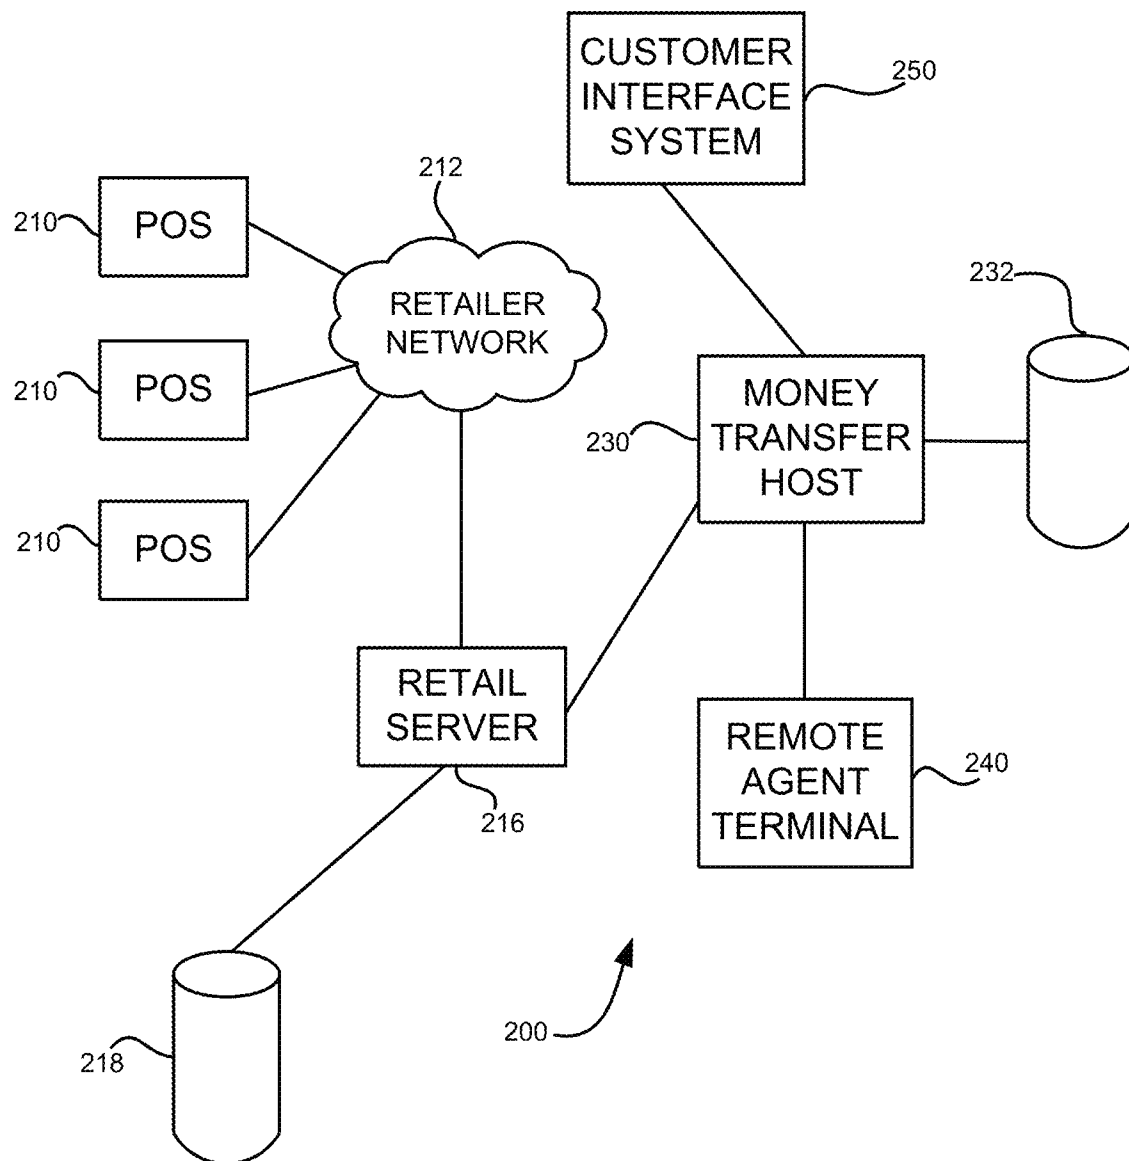 CUSTOMER
INTERFACE
SYSTEM
250
212
210
POS
RETAILER
NETWORK
232
210
POS
MONEY
TRANSFER
HOST
230
210
POS
RETAIL
SERVER
216
REMOTE
AGENT
TERMINAL
240
200
218